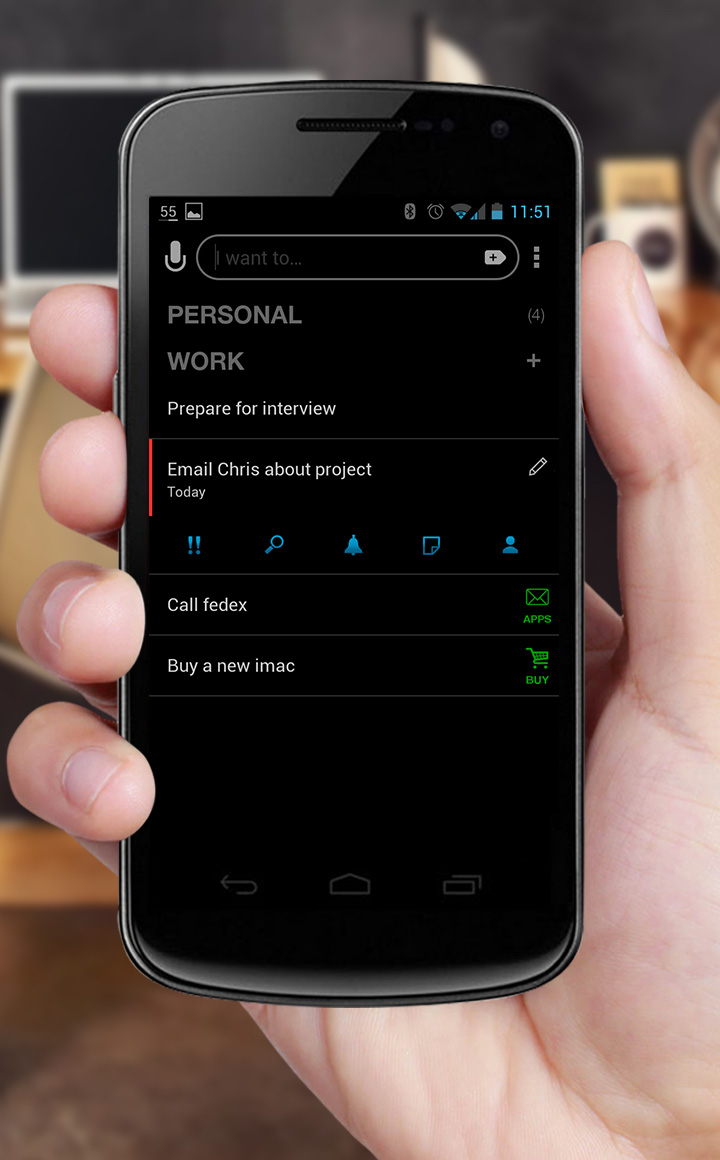 55 11:51
I want to…
PERSONAL (4)
WORK +
Prepare for interview
Email Chris about project
Today
!!
Call fedex
APPS
Buy a new imac
BUY